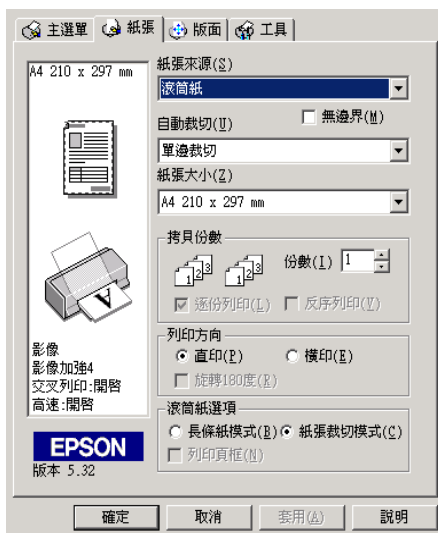 主選單 紙張 版面 工具
A4 210 x 297 mm
紙張來源(S)
滾筒紙
自動裁切(U) 無邊界(M)
單邊裁切
紙張大小(Z)
A4 210 x 297 mm
拷貝份數
份數(I) 1
逐份列印(L) 反序列印(V)
列印方向
直印(P) 橫印(E)
旋轉180度(R)
滾筒紙選項
長條紙模式(B) 紙張裁切模式(C)
列印頁框(N)
影像
影像加強4
交叉列印:開啓
高速:開啓
EPSON
版本 5.32
確定 取消 套用(A) 說明